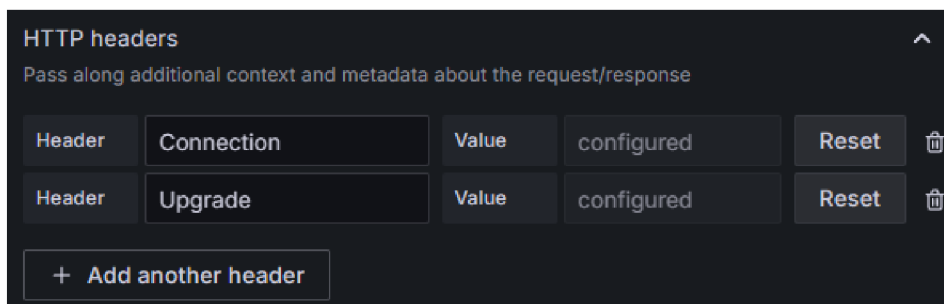 HTTP headers
Pass along additional context and metadata about the request/response
Header Connection Value configured Reset
Header Upgrade Value configured Reset
+ Add another header